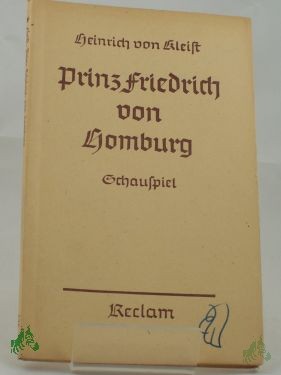 Heinrich von Kleist
Prinz Friedrich
von
Homburg
Schauspiel
Reclam